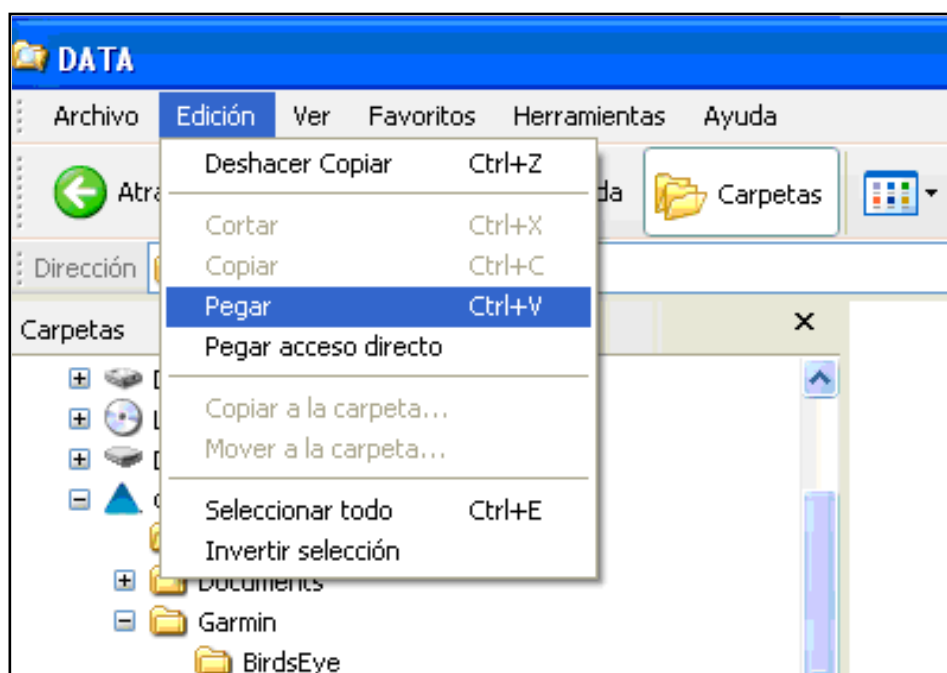 DATA
Archivo Edición Ver Favoritos Herramientas Ayuda
Deshacer Copiar Ctrl+Z
Carpetas
Cortar Ctrl+X
Copiar Ctrl+C
Dirección
Pegar Ctrl+V
Carpetas
Pegar acceso directo
Copiar a la carpeta...
Mover a la carpeta...
Seleccionar todo Ctrl+E
Invertir selección
Documents
Garmin
BirdsEye